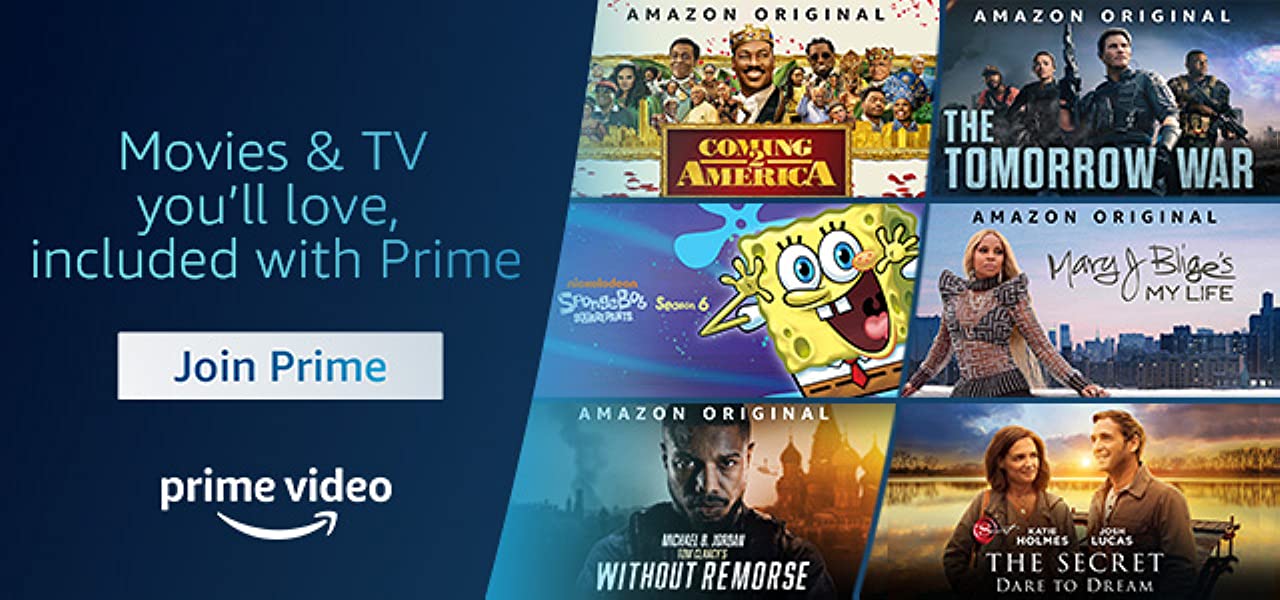 Movies & TV
you'll love,
included with Prime
Join Prime
prime video
AMAZON ORIGINAL
COMING
2
AMERICA
AMAZON ORIGINAL
THE
TOMORROW WAR
nickelodeon
SpongeBob
SQUAREPANTS
Season 6
AMAZON ORIGINAL
Mary J Blige's
MY LIFE
AMAZON ORIGINAL
MICHAEL B. JORDAN
TOM CLANCY'S
WITHOUT REMORSE
KATIE
HOLMES
JOSH
LUCAS
THE SECRET
DARE TO DREAM